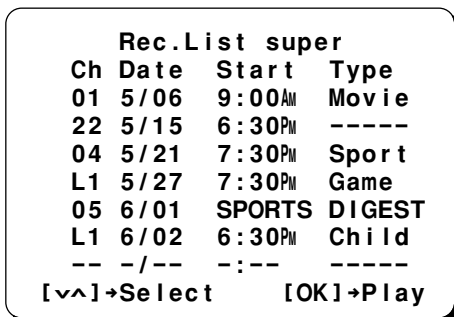 Rec.List super
Ch Date Start Type
01 5/06 9:00AM Movie
22 5/15 6:30PM -----
04 5/21 7:30PM Sport
L1 5/27 7:30PM Game
05 6/01 SPORTS DIGEST
L1 6/02 6:30PM Child
-- -/-- -:-- -----
[∨∧]→Select [OK]→Play